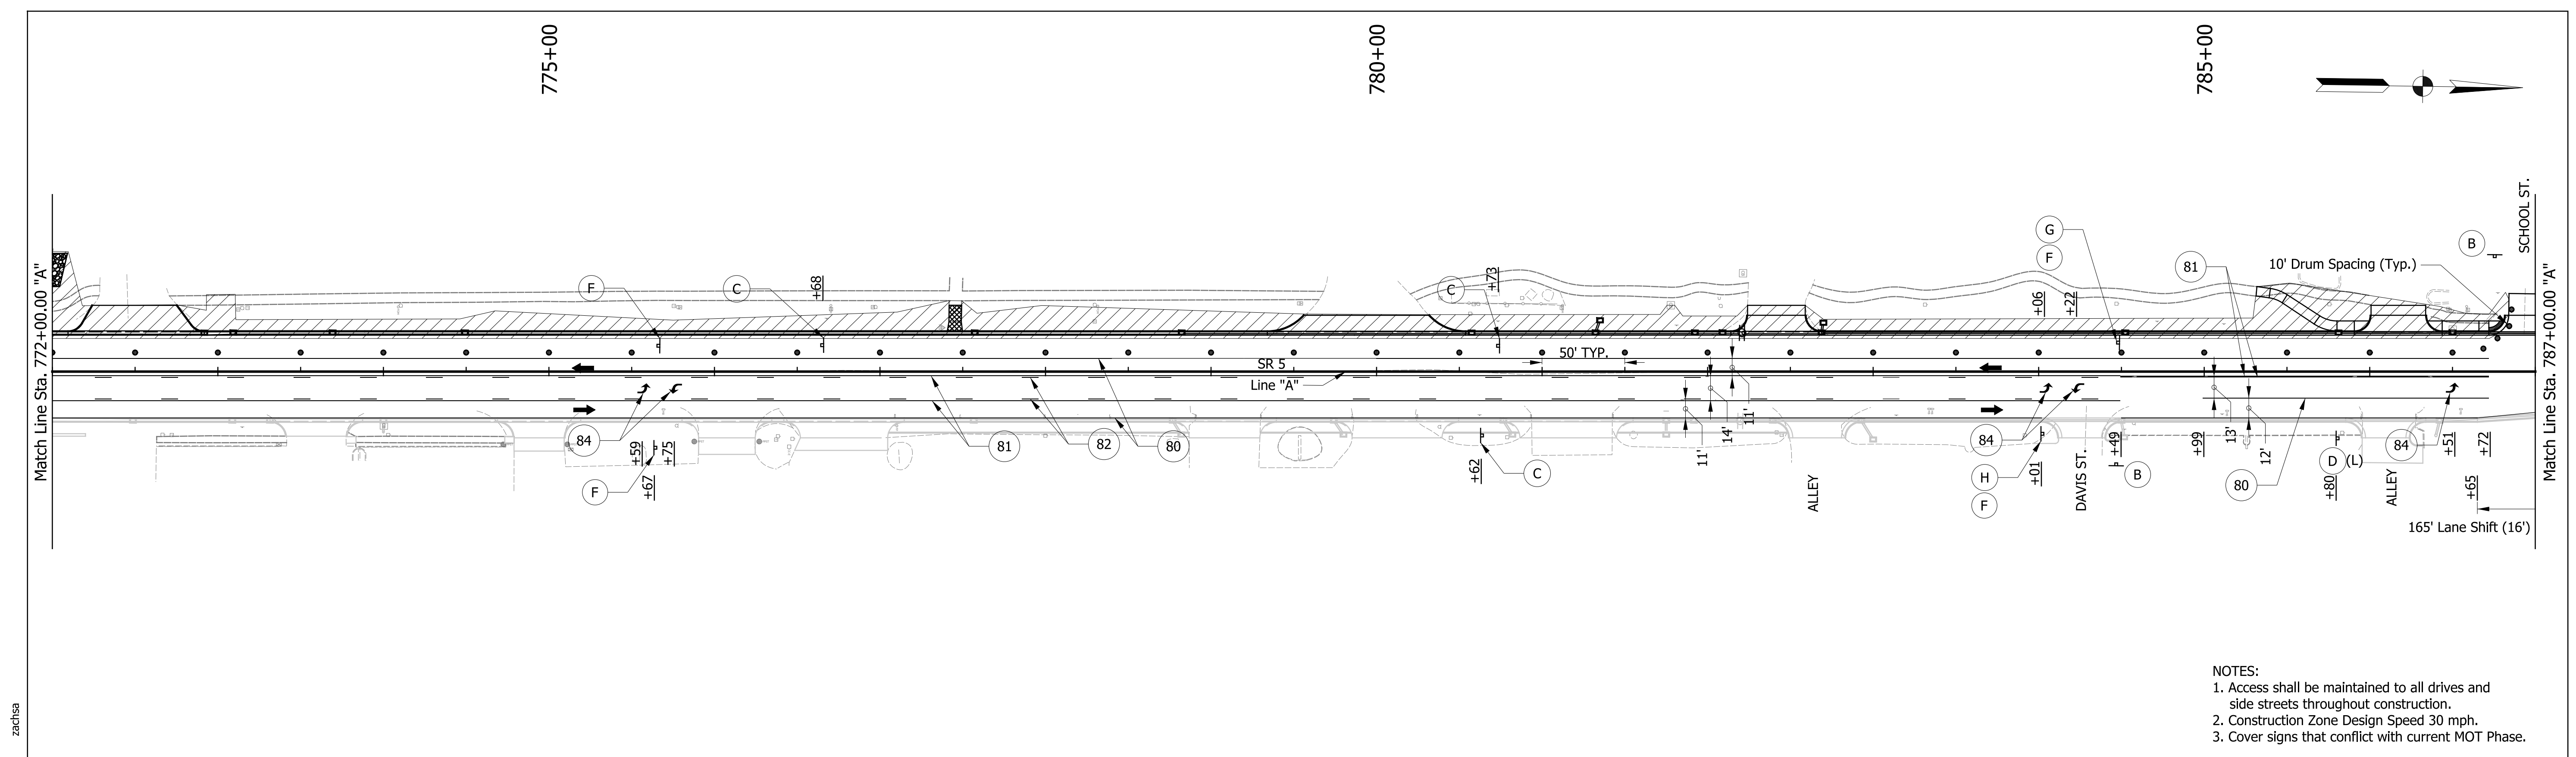 775+00
780+00
785+00
Match Line Sta. 772+00.00 "A"
SCHOOL ST.
Match Line Sta. 787+00.00 "A"
G
F
B
81
10' Drum Spacing (Typ.)
F
C
+68
C
+73
+06
+22
50' TYP.
SR 5
Line "A"
11'
14'
11'
13'
12'
84
+59
+75
+67
F
81
82
80
+62
C
ALLEY
84
H
F
+01
DAVIS ST.
+49
B
+99
80
D (L)
+80
84
ALLEY
+51
+72
+65
165' Lane Shift (16')
NOTES:
1. Access shall be maintained to all drives and
side streets throughout construction.
2. Construction Zone Design Speed 30 mph.
3. Cover signs that conflict with current MOT Phase.
zachsa